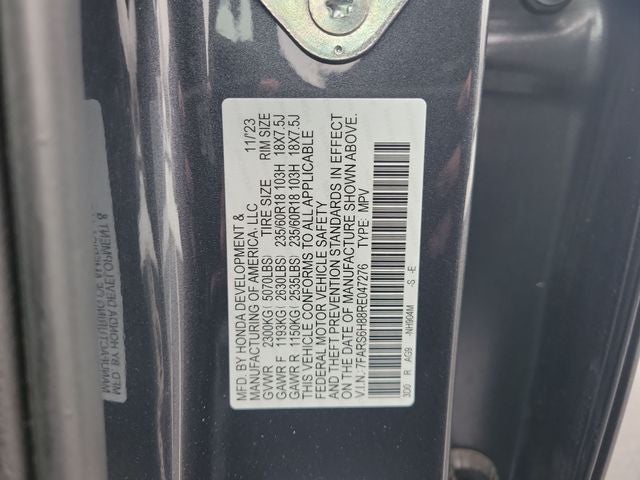 MFD. BY HONDA DEVELOPMENT & 11/'23
MANUFACTURING OF AMERICA, LLC
GVWR 2300KG( 5070LBS) TIRE SIZE RIM SIZE
GAWR F 1193KG( 2630LBS) 235/60R18 103H 18X7.5J
GAWR R 1150KG( 2535LBS) 235/60R18 103H 18X7.5J
THIS VEHICLE CONFORMS TO ALL APPLICABLE
FEDERAL MOTOR VEHICLE SAFETY
AND THEFT PREVENTION STANDARDS IN EFFECT
ON THE DATE OF MANUFACTURE SHOWN ABOVE.
V.I.N.: 7FARS6H88RE047276 TYPE: MPV
3D0 R AG9 -NH904M -S -E